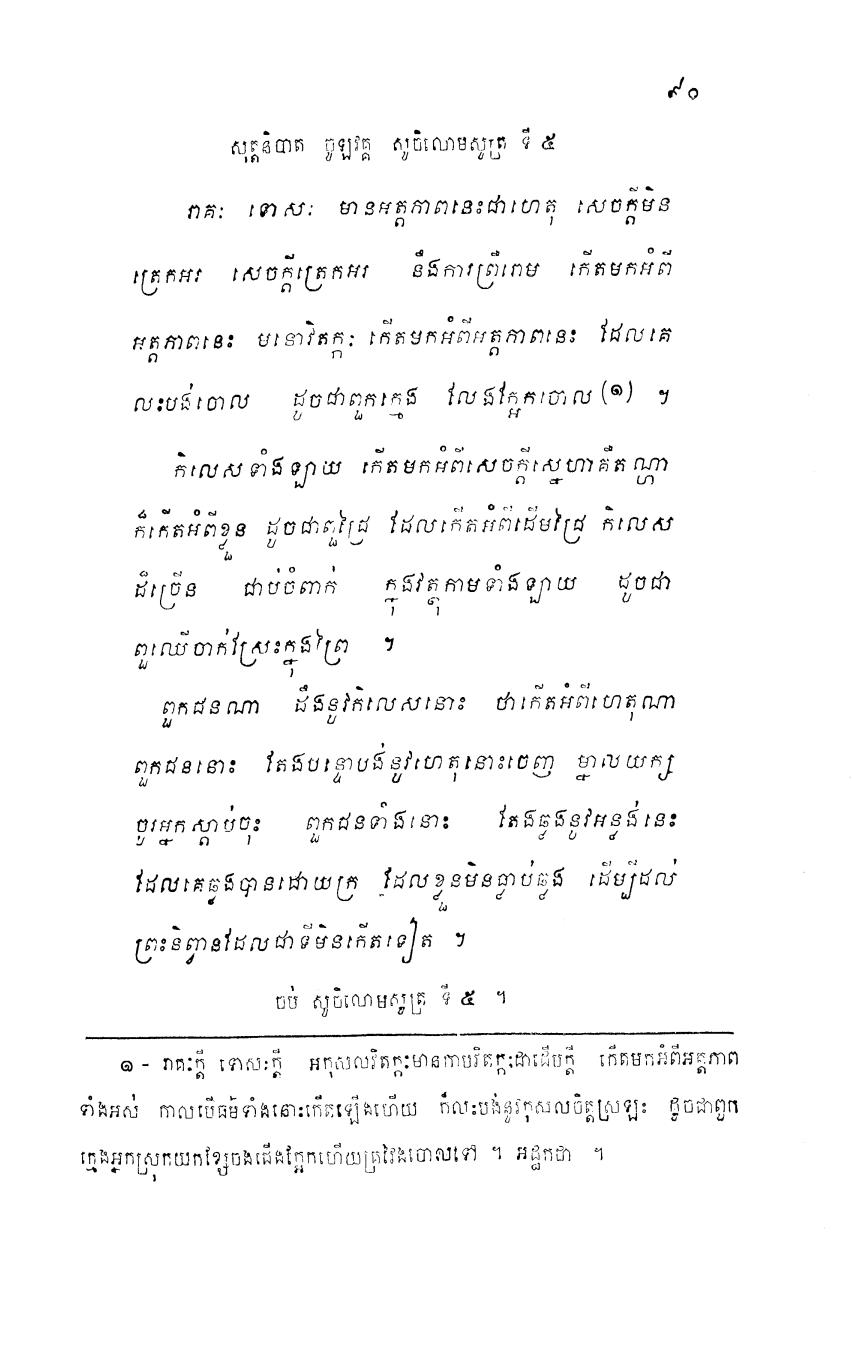 ៩០
សុត្តនិបាត ចូឡវគ្គ សូចិលោមសូត្រ ទី ៥
រាគៈ ទោសៈ មានអត្តភាពនេះជាហេតុ សេចក្តីមិន
ត្រេកអរ សេចក្តីត្រេកអរ នឹងការព្រឺរោម កើតមកអំពី
អត្តភាពនេះ មនោវិតក្កៈ កើតមកអំពីអត្តភាពនេះ ដែលគេ
លះបង់ចោល ដូចជាពួកក្មេង លែងក្អែកចោល (១) ។
កិលេសទាំងឡាយ កើតមកអំពីសេចក្តីស្នេហាគឺតណ្ហា
ក៏កើតអំពីខ្លួន ដូចជាពួជ្រៃ ដែលកើតអំពីដើមជ្រៃ កិលេស
ដ៏ច្រើន ជាប់ចំពាក់ ក្នុងវត្ថុកាមទាំងឡាយ ដូចជា
ពួរឈើចាក់ស្រែះក្នុងព្រៃ ។
ពួកជនណា ដឹងនូវកិលេសនោះ ថាកើតអំពីហេតុណា
ពួកជននោះ តែងបន្ទោបង់នូវហេតុនោះចេញ ម្នាលយក្ស
ចូរអ្នកស្តាប់ចុះ ពួកជនទាំងនោះ តែងឆ្លងនូវអន្លង់នេះ
ដែលគេឆ្លងបានដោយក្រ ដែលខ្លួនមិនធ្លាប់ឆ្លង ដើម្បីដល់
ព្រះនិព្វានដែលជាទីមិនកើតទៀត ។
ចប់ សូចិលោមសូត្រ ទី ៥ ។
១ - រាគៈក្តី ទោសៈក្តី អកុសលវិតក្កៈមានកាមវិតក្កៈជាដើមក្តី កើតមកអំពីអត្តភាព
ទាំងអស់ កាលបើធម៌ទាំងនោះកើតឡើងហើយ ក៏លះបង់នូវកុសលចិត្តស្រឡះ ដូចជាពួក
ក្មេងអ្នកស្រុកយកខ្សែចងជើងក្អែកហើយគ្រវែងចោលទៅ ។ អដ្ឋកថា ។